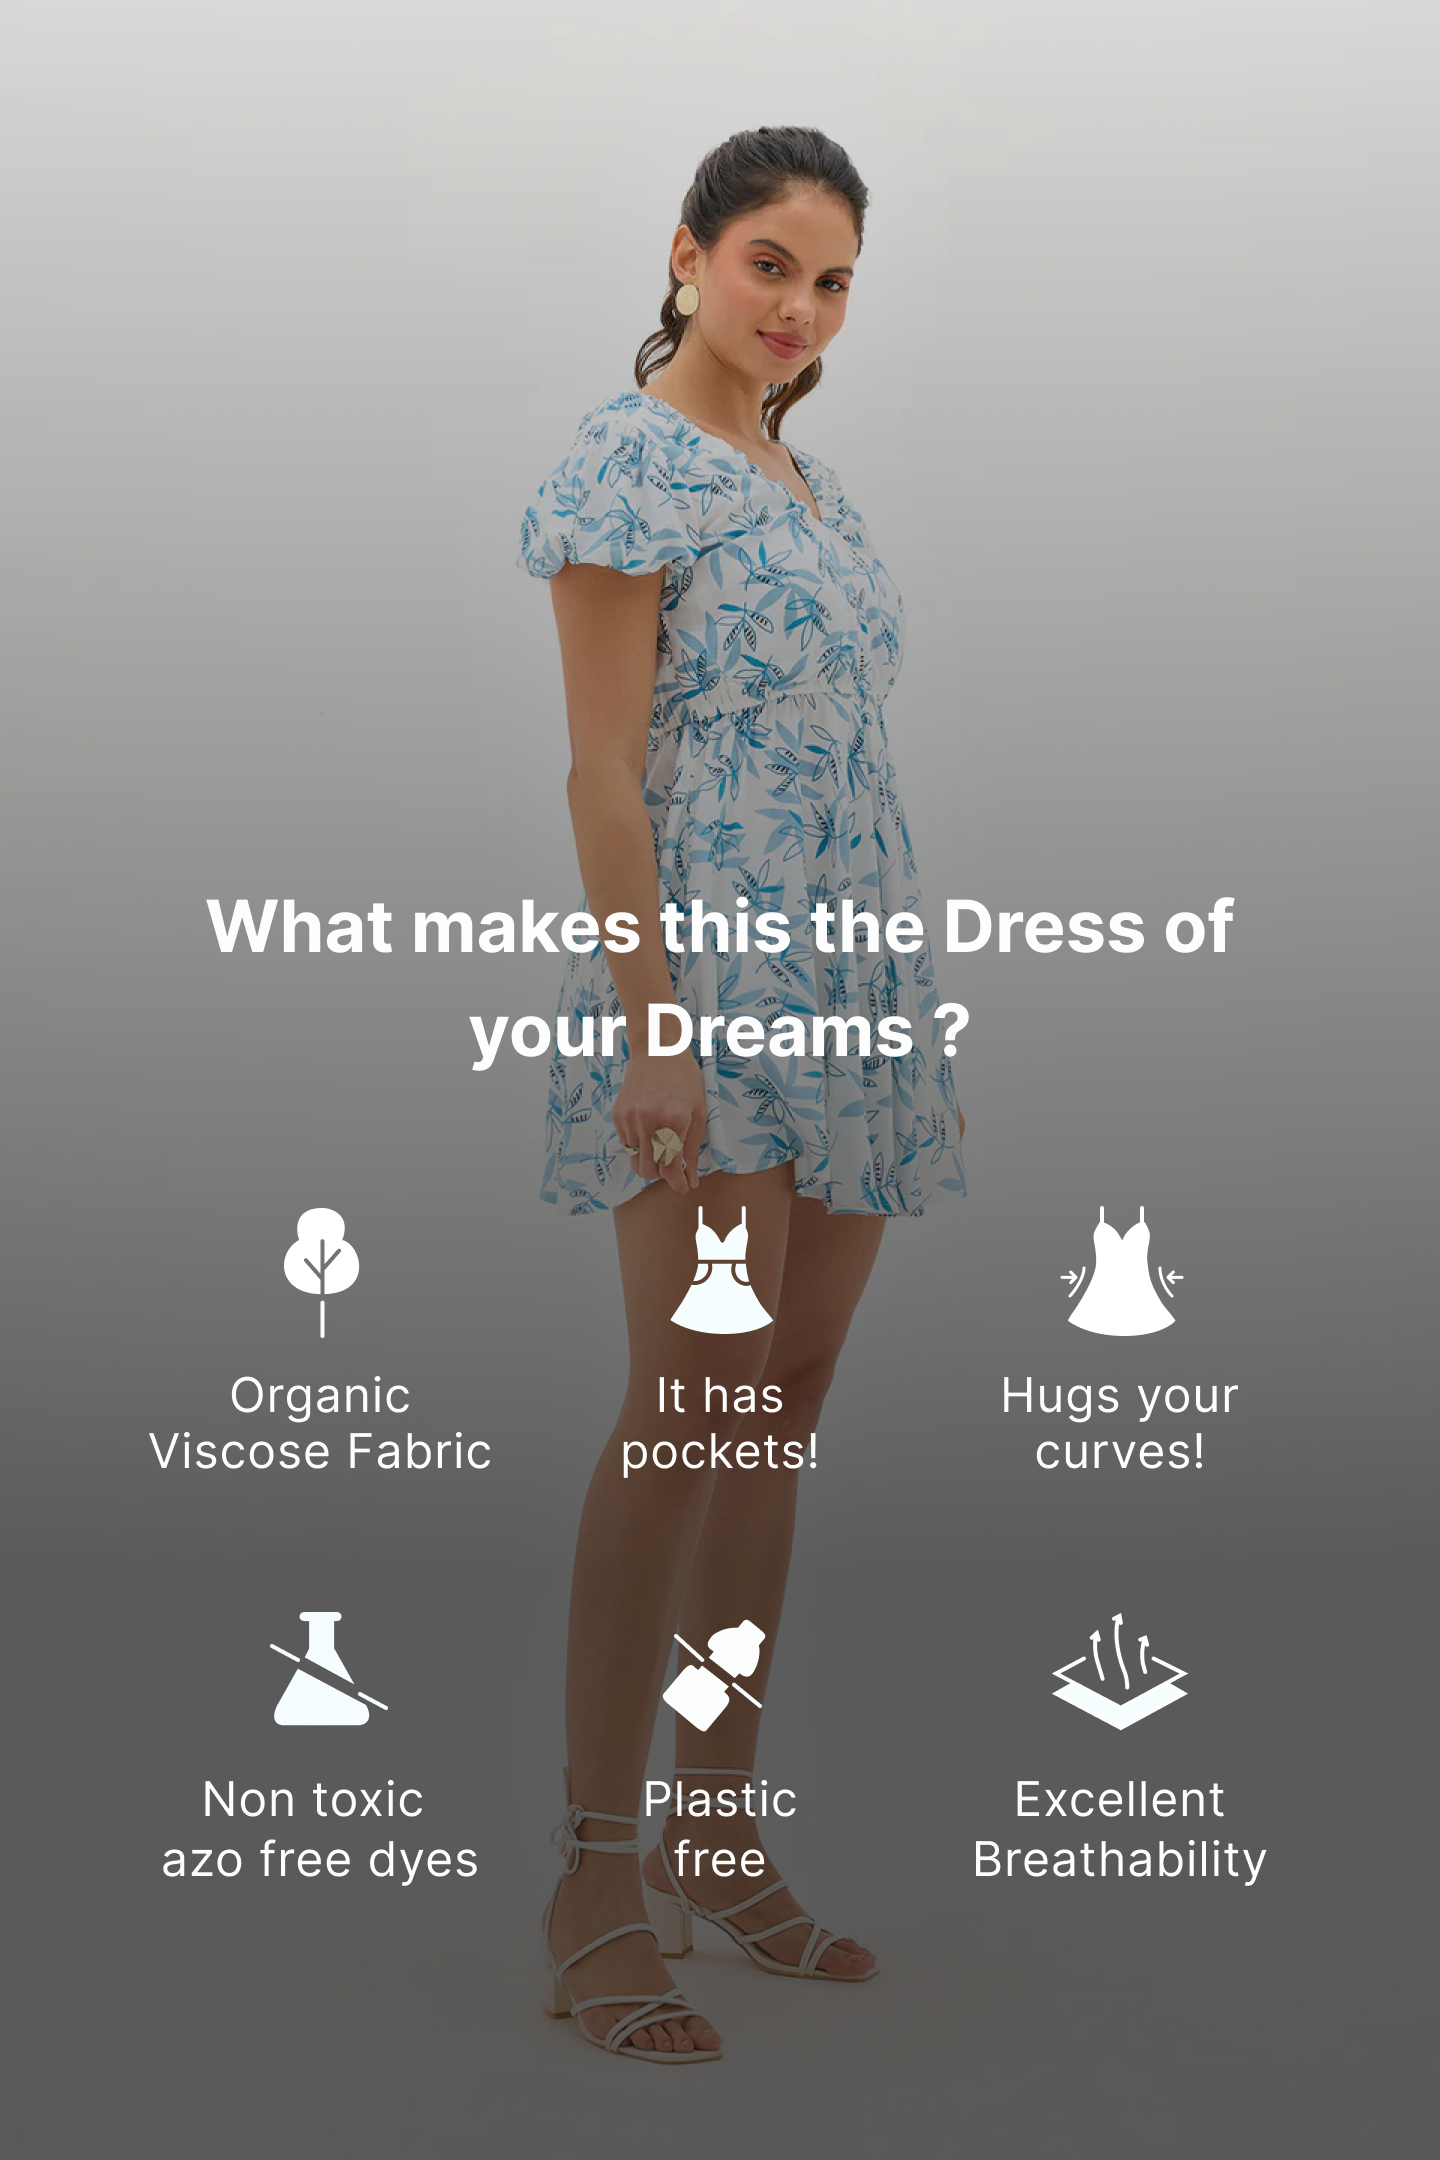 What makes this the Dress of
your Dreams ?
Organic
Viscose Fabric
It has
pockets!
Hugs your
curves!
Non toxic
azo free dyes
Plastic
free
Excellent
Breathability